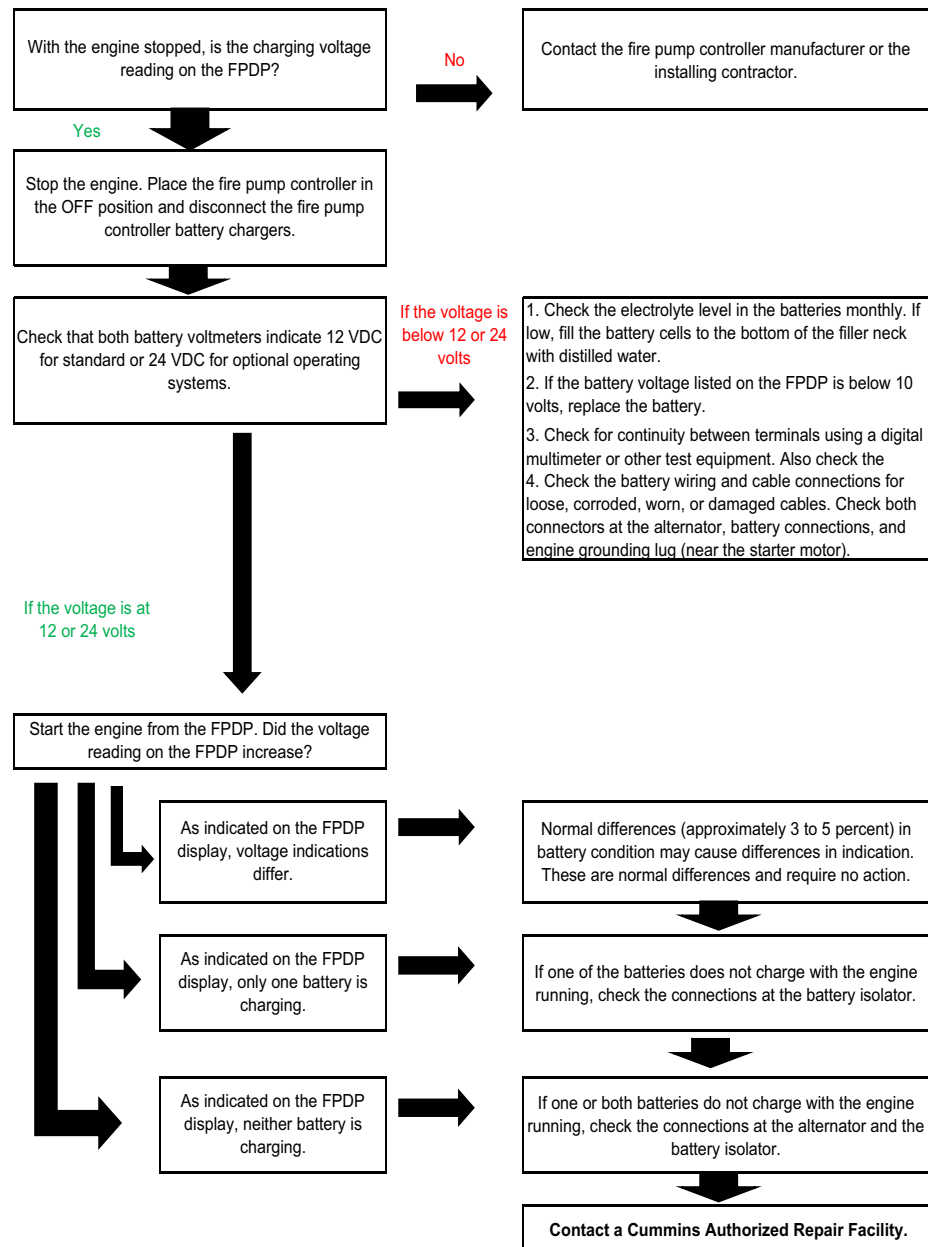 With the engine stopped, is the charging voltage
reading on the FPDP?
No
Contact the fire pump controller manufacturer or the
installing contractor.
Yes
Stop the engine. Place the fire pump controller in
the OFF position and disconnect the fire pump
controller battery chargers.
Check that both battery voltmeters indicate 12 VDC
for standard or 24 VDC for optional operating
systems.
If the voltage is
below 12 or 24
volts
1. Check the electrolyte level in the batteries monthly. If
low, fill the battery cells to the bottom of the filler neck
with distilled water.
2. If the battery voltage listed on the FPDP is below 10
volts, replace the battery.
3. Check for continuity between terminals using a digital
multimeter or other test equipment. Also check the
4. Check the battery wiring and cable connections for
loose, corroded, worn, or damaged cables. Check both
connectors at the alternator, battery connections, and
engine grounding lug (near the starter motor).
If the voltage is at
12 or 24 volts
Start the engine from the FPDP. Did the voltage
reading on the FPDP increase?
As indicated on the FPDP
display, voltage indications
differ.
Normal differences (approximately 3 to 5 percent) in
battery condition may cause differences in indication.
These are normal differences and require no action.
As indicated on the FPDP
display, only one battery is
charging.
If one of the batteries does not charge with the engine
running, check the connections at the battery isolator.
As indicated on the FPDP
display, neither battery is
charging.
If one or both batteries do not charge with the engine
running, check the connections at the alternator and the
battery isolator.
Contact a Cummins Authorized Repair Facility.